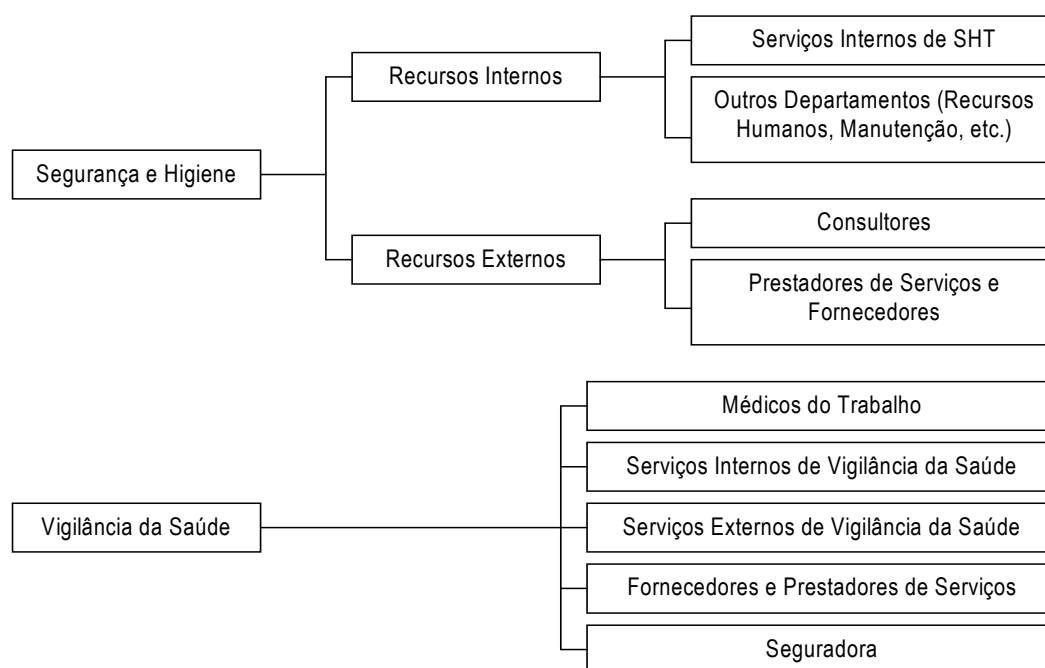 Serviços Internos de SHT
Recursos Internos
Outros Departamentos (Recursos
Humanos, Manutenção, etc.)
Segurança e Higiene
Consultores
Recursos Externos
Prestadores de Serviços e
Fornecedores
Médicos do Trabalho
Serviços Internos de Vigilância da Saúde
Vigilância da Saúde
Serviços Externos de Vigilância da Saúde
Fornecedores e Prestadores de Serviços
Seguradora